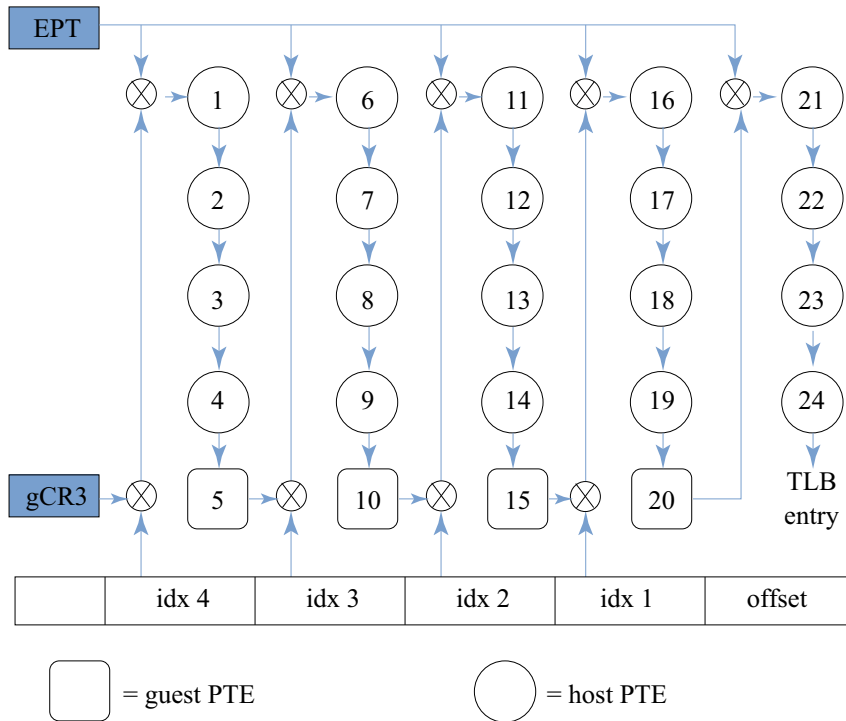 EPT
1 6 11 16 21
2 7 12 17 22
3 8 13 18 23
4 9 14 19 24
gCR3 5 10 15 20 TLB
entry
idx 4 idx 3 idx 2 idx 1 offset
= guest PTE = host PTE